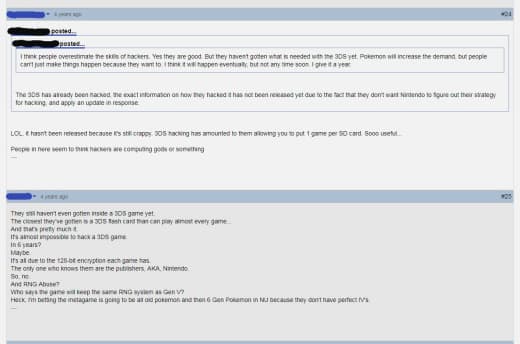 4 years ago
#24
posted...
posted...
I think people overestimate the skills of hackers. Yes they are good. But they haven't gotten what is needed with the 3DS yet. Pokemon will increase the demand, but people
can't just make things happen because they want to. I think it will happen eventually, but not any time soon. I give it a year.
The 3DS has already been hacked, the exact information on how they hacked it has not been released yet due to the fact that they don't want Nintendo to figure out their strategy
for hacking, and apply an update in response.
LOL, it hasn't been released because it's still crappy. 3DS hacking has amounted to them allowing you to put 1 game per SD card. Sooo useful...
People in here seem to think hackers are computing gods or something
---
4 years ago
#25
They still haven't even gotten inside a 3DS game yet.
The closest they've gotten is a 3DS flash card than can play almost every game...
And that's pretty much it.
It's almost impossible to hack a 3DS game.
In 6 years?
Maybe.
It's all due to the 128-bit encryption each game has.
The only one who knows them are the publishers, AKA, Nintendo.
So, no.
And RNG Abuse?
Who says the game will keep the same RNG system as Gen V?
Heck, I'm betting the metagame is going to be all old pokemon and then 6 Gen Pokemon in NU because they don't have perfect IV's.
---